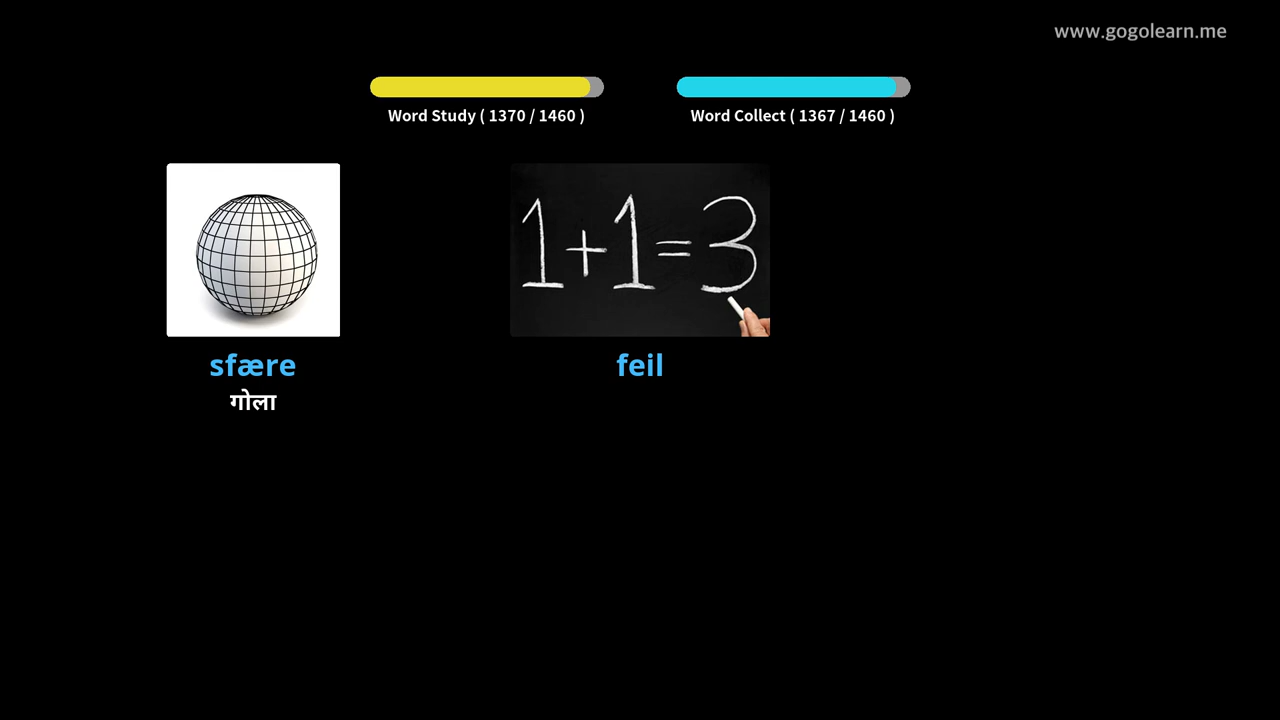 www.gogolearn.me
Word Study ( 1370 / 1460 )
Word Collect ( 1367 / 1460 )
1+1=3
sfære
feil
गोला